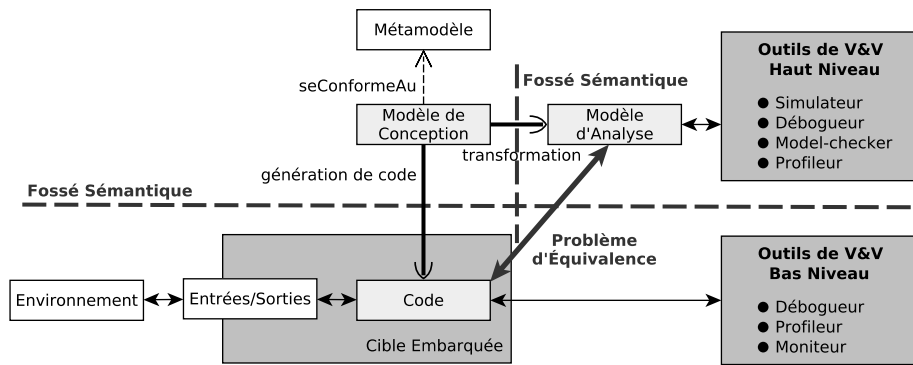 Métamodèle
seConformeAu
Fossé Sémantique
Outils de V&V
Haut Niveau
● Simulateur
● Débogueur
● Model-checker
● Profileur
Modèle de
Conception
Modèle
d'Analyse
transformation
génération de code
Fossé Sémantique
Problème
d'Équivalence
Outils de V&V
Bas Niveau
● Débogueur
● Profileur
● Moniteur
Environnement
Entrées/Sorties
Code
Cible Embarquée